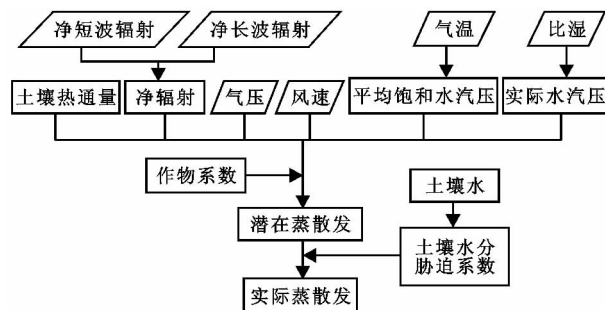 净短波辐射
净长波辐射
气温
比湿
土壤热通量
净辐射
气压
风速
平均饱和水汽压
实际水汽压
作物系数
土壤水
潜在蒸散发
土壤水分
胁迫系数
实际蒸散发